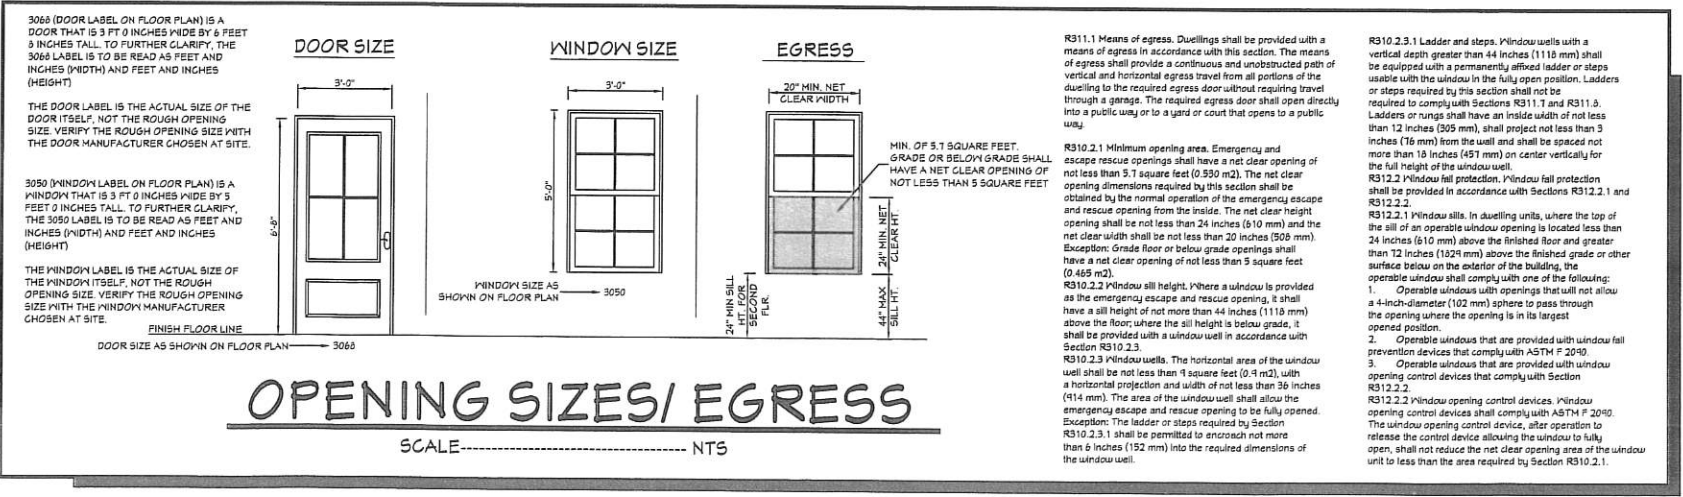 3068 (DOOR LABEL ON FLOOR PLAN) IS A
DOOR THAT IS 3 FT 0 INCHES WIDE BY 6 FEET
8 INCHES TALL. TO FURTHER CLARIFY, THE
3068 LABEL IS TO BE READ AS FEET AND
INCHES (WIDTH) AND FEET AND INCHES
(HEIGHT)
THE DOOR LABEL IS THE ACTUAL SIZE OF THE
DOOR ITSELF, NOT THE ROUGH OPENING
SIZE. VERIFY THE ROUGH OPENING SIZE WITH
THE DOOR MANUFACTURER CHOSEN AT SITE.
3050 (WINDOW LABEL ON FLOOR PLAN) IS A
WINDOW THAT IS 3 FT 0 INCHES WIDE BY 5
FEET 0 INCHES TALL. TO FURTHER CLARIFY,
THE 3050 LABEL IS TO BE READ AS FEET AND
INCHES (WIDTH) AND FEET AND INCHES
(HEIGHT)
THE WINDOW LABEL IS THE ACTUAL SIZE OF
THE WINDOW ITSELF, NOT THE ROUGH
OPENING SIZE. VERIFY THE ROUGH OPENING
SIZE WITH THE WINDOW MANUFACTURER
CHOSEN AT SITE.
FINISH FLOOR LINE
DOOR SIZE AS SHOWN ON FLOOR PLAN 3068
DOOR SIZE
3'-0"
6'-8"
WINDOW SIZE
3'-0"
5'-0"
WINDOW SIZE AS
SHOWN ON FLOOR PLAN 3050
EGRESS
20" MIN. NET
CLEAR WIDTH
MIN. OF 5.7 SQUARE FEET.
GRADE OR BELOW GRADE SHALL
HAVE A NET CLEAR OPENING OF
NOT LESS THAN 5 SQUARE FEET
24" MIN. NET
CLEAR HT.
24" MIN SILL
HT. FOR
SECOND
FLR.
44" MAX
SILL HT.
OPENING SIZES/ EGRESS
SCALE------------------------------------ NTS
R311.1 Means of egress. Dwellings shall be provided with a
means of egress in accordance with this section. The means
of egress shall provide a continuous and unobstructed path of
vertical and horizontal egress travel from all portions of the
dwelling to the required egress door without requiring travel
through a garage. The required egress door shall open directly
into a public way or to a yard or court that opens to a public
way.
R310.2.1 Minimum opening area. Emergency and
escape rescue openings shall have a net clear opening of
not less than 5.7 square feet (0.530 m2). The net clear
opening dimensions required by this section shall be
obtained by the normal operation of the emergency escape
and rescue opening from the inside. The net clear height
opening shall be not less than 24 inches (610 mm) and the
net clear width shall be not less than 20 inches (508 mm).
Exception: Grade floor or below grade openings shall
have a net clear opening of not less than 5 square feet
(0.465 m2).
R310.2.2 Window sill height. Where a window is provided
as the emergency escape and rescue opening, it shall
have a sill height of not more than 44 inches (1118 mm)
above the floor; where the sill height is below grade, it
shall be provided with a window well in accordance with
Section R310.2.3.
R310.2.3 Window wells. The horizontal area of the window
well shall be not less than 9 square feet (0.9 m2), with
a horizontal projection and width of not less than 36 inches
(914 mm). The area of the window well shall allow the
emergency escape and rescue opening to be fully opened.
Exception: The ladder or steps required by Section
R310.2.3.1 shall be permitted to encroach not more
than 6 inches (152 mm) into the required dimensions of
the window well.
R310.2.3.1 Ladder and steps. Window wells with a
vertical depth greater than 44 inches (1118 mm) shall
be equipped with a permanently affixed ladder or steps
usable with the window in the fully open position. Ladders
or steps required by this section shall not be
required to comply with Sections R311.7 and R311.8.
Ladders or rungs shall have an inside width of not less
than 12 inches (305 mm), shall project not less than 3
inches (76 mm) from the wall and shall be spaced not
more than 18 inches (457 mm) on center vertically for
the full height of the window well.
R312.2 Window fall protection. Window fall protection
shall be provided in accordance with Sections R312.2.1 and
R312.2.2.
R312.2.1 Window sills. In dwelling units, where the top of
the sill of an operable window opening is located less than
24 inches (610 mm) above the finished floor and greater
than 72 inches (1829 mm) above the finished grade or other
surface below on the exterior of the building, the
operable window shall comply with one of the following:
1. Operable windows with openings that will not allow
a 4-inch-diameter (102 mm) sphere to pass through
the opening where the opening is in its largest
opened position.
2. Operable windows that are provided with window fall
prevention devices that comply with ASTM F 2090.
3. Operable windows that are provided with window
opening control devices that comply with Section
R312.2.2.
R312.2.2 Window opening control devices. Window
opening control devices shall comply with ASTM F 2090.
The window opening control device, after operation to
release the control device allowing the window to fully
open, shall not reduce the net clear opening area of the window
unit to less than the area required by Section R310.2.1.